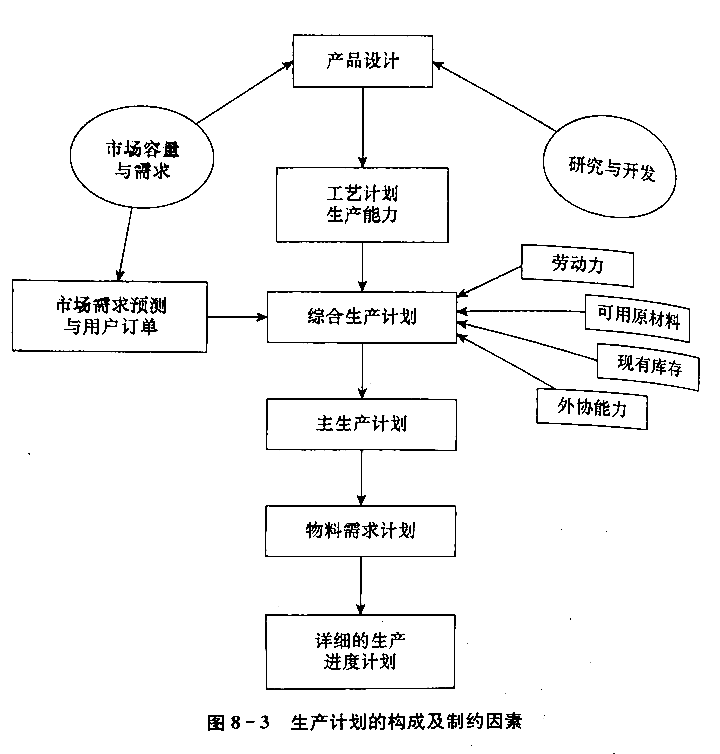 产品设计
市场容量
与需求
研究与开发
工艺计划
生产能力
劳动力
市场需求预测
与用户订单
综合生产计划
可用原材料
现有库存
外协能力
主生产计划
物料需求计划
详细的生产
进度计划
图8-3 生产计划的构成及制约因素